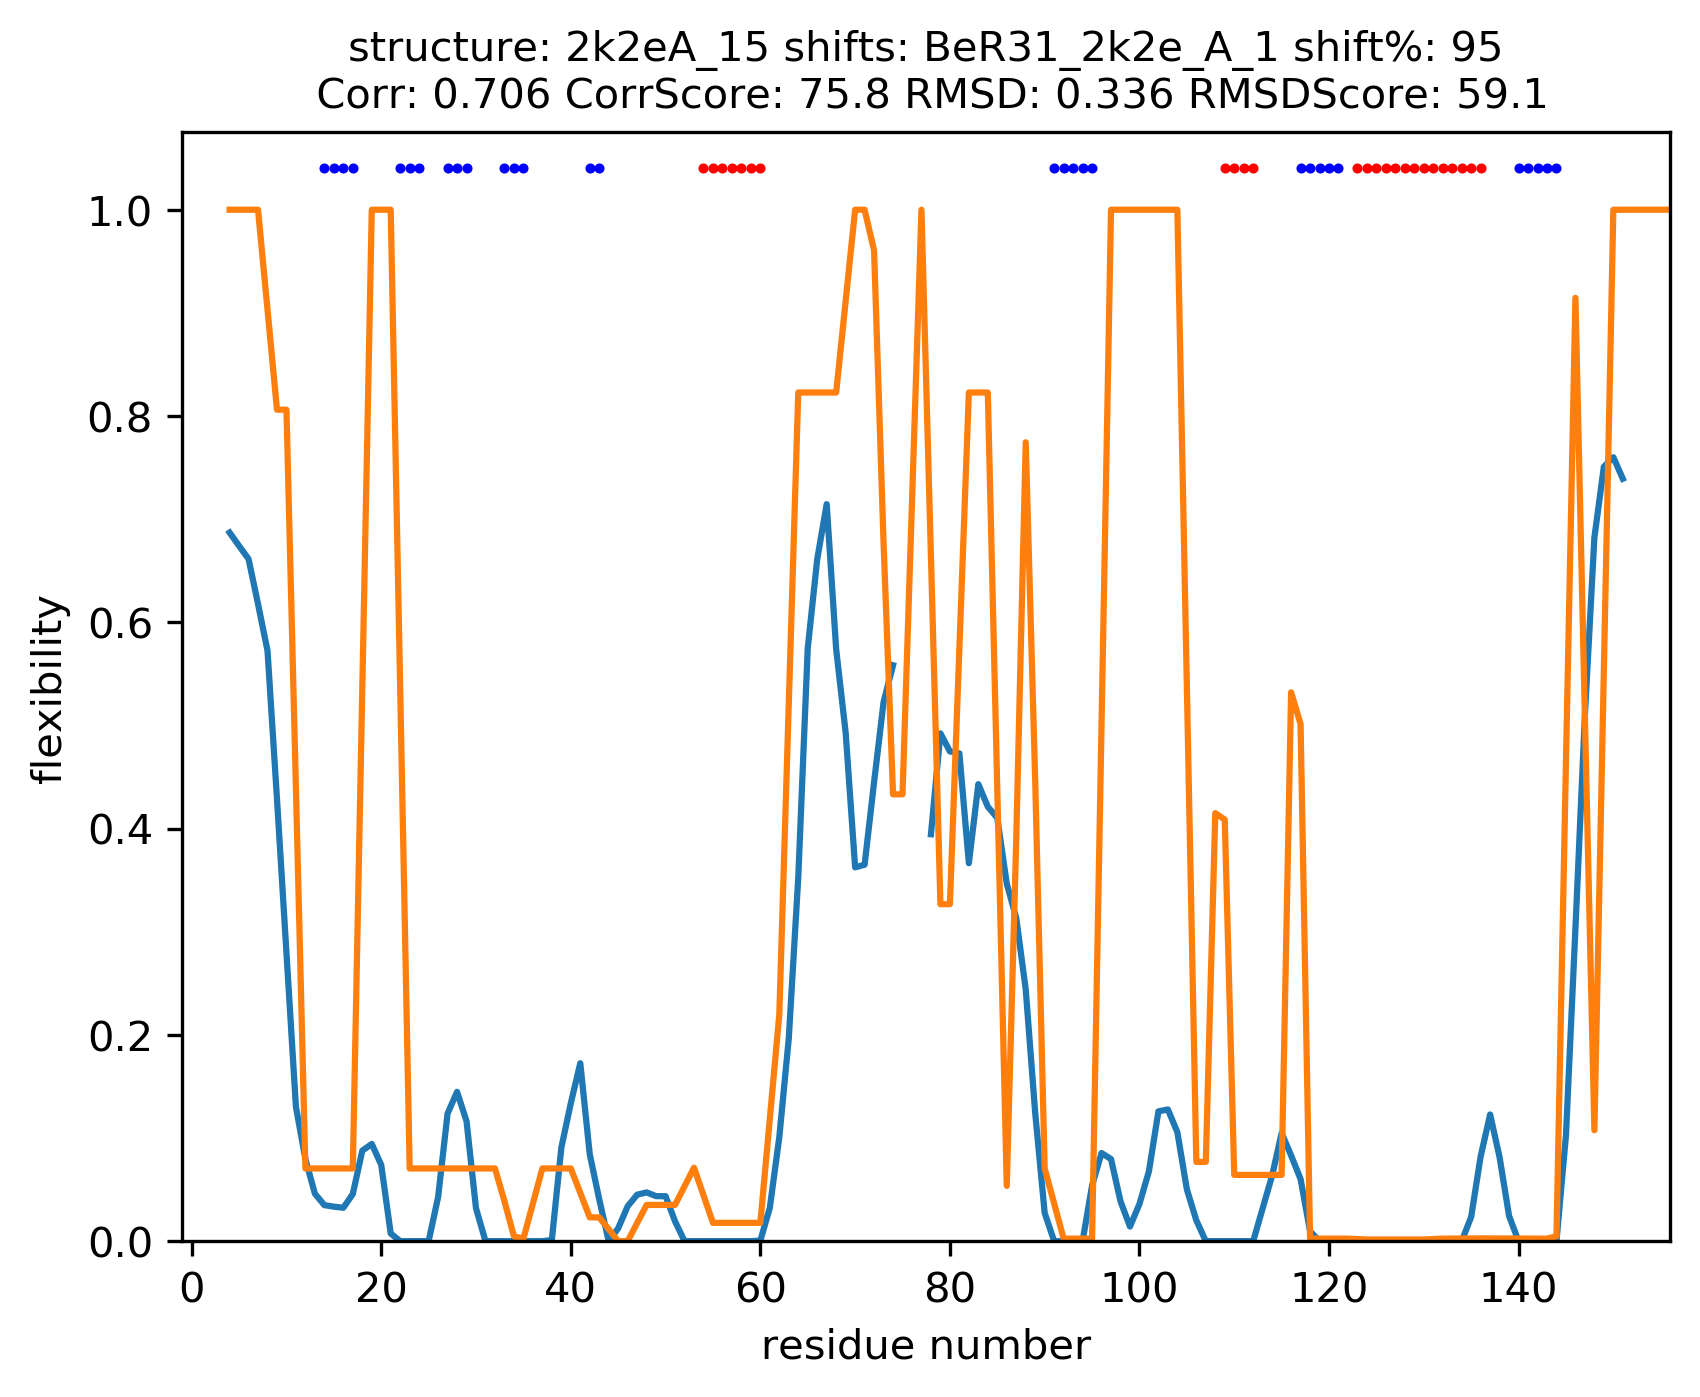 structure: 2k2eA_15 shifts: BeR31_2k2e_A_1 shift%: 95
Corr: 0.706 CorrScore: 75.8 RMSD: 0.336 RMSDScore: 59.1
1.0
0.8
0.6
0.4
0.2
0.0
flexibility
0 20 40 60 80 100 120 140
residue number